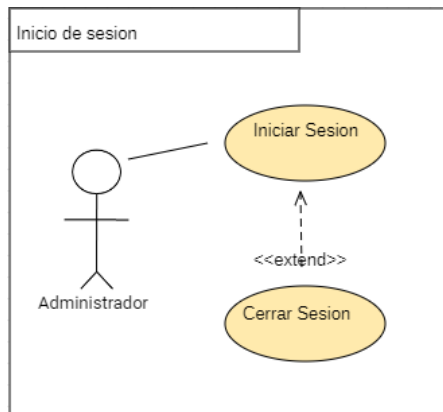 Inicio de sesion
Iniciar Sesion
<<extend>>
Administrador
Cerrar Sesion